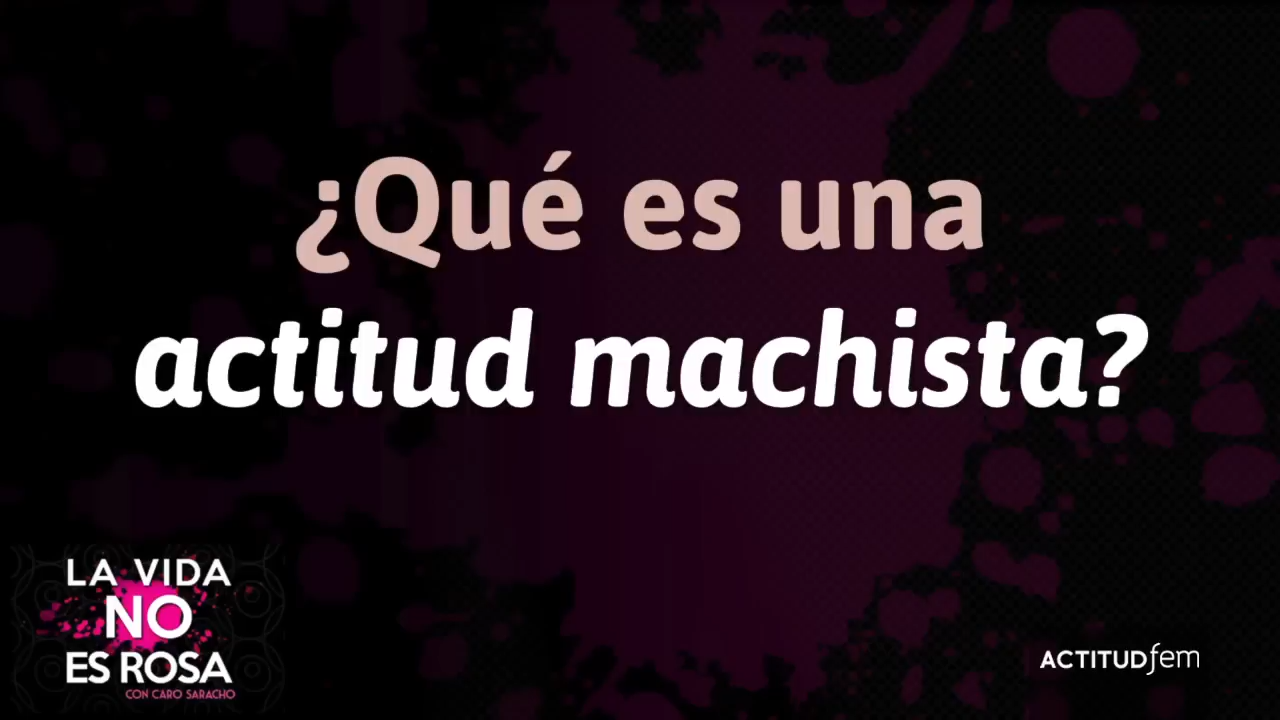 ¿Qué es una
actitud machista?
LA VIDA
NO
ES ROSA
CON CARO SARACHO
ACTITUDfem